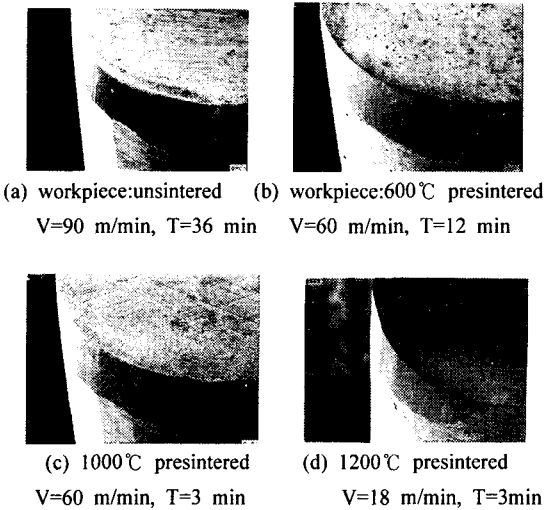 (a) workpiece:unsintered
V=90 m/min, T=36 min
(b) workpiece:600℃ presintered
V=60 m/min, T=12 min
(c) 1000℃ presintered
V=60 m/min, T=3 min
(d) 1200℃ presintered
V=18 m/min, T=3min